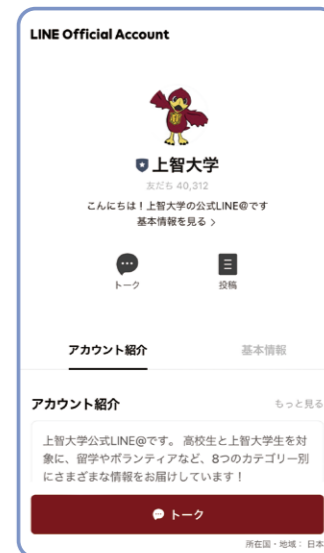 LINE Official Account
上智大学
友だち 40,312
こんにちは！上智大学の公式LINE@です
基本情報を見る >
トーク
投稿
アカウント紹介
基本情報
アカウント紹介
もっと見る
上智大学公式LINE@です。 高校生と上智大学生を対
象に、留学やボランティアなど、8つのカテゴリー別
にさまざまな情報をお届けしています！
トーク
所在国・地域： 日本